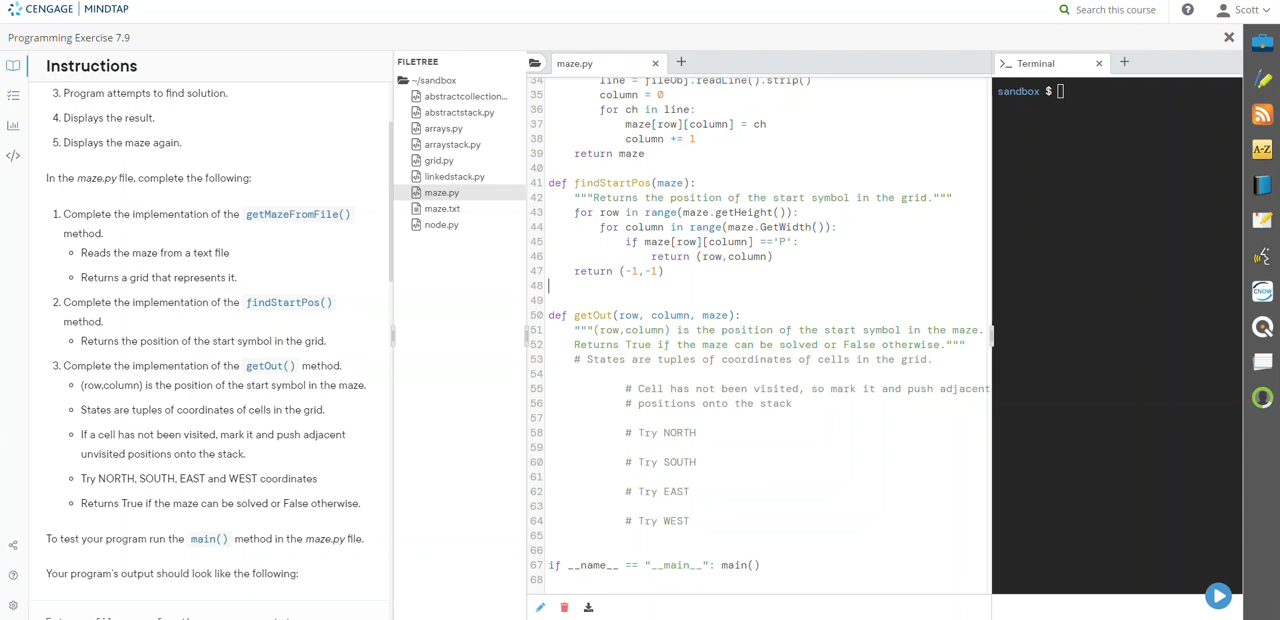 CENGAGE MINDTAP
Search this course
Scott
Programming Exercise 7.9
Instructions
3. Program attempts to find solution.
4. Displays the result.
5. Displays the maze again.
In the maze.py file, complete the following:
1. Complete the implementation of the getMazeFromFile()
method.
Reads the maze from a text file
Returns a grid that represents it.
2. Complete the implementation of the findStartPos()
method.
Returns the position of the start symbol in the grid.
3. Complete the implementation of the getOut() method.
(row,column) is the position of the start symbol in the maze.
States are tuples of coordinates of cells in the grid.
If a cell has not been visited, mark it and push adjacent
unvisited positions onto the stack.
Try NORTH, SOUTH, EAST and WEST coordinates
Returns True if the maze can be solved or False otherwise.
To test your program run the main() method in the maze.py file.
Your program's output should look like the following:
FILETREE
~/sandbox
abstractcollection...
abstractstack.py
arrays.py
arraystack.py
grid.py
linkedstack.py
maze.py
maze.txt
node.py
maze.py
34 line = fileObj.readLine().strip()
35 column = 0
36 for ch in line:
37 maze[row][column] = ch
38 column += 1
39 return maze
40
41 def findStartPos(maze):
42 """Returns the position of the start symbol in the grid."""
43 for row in range(maze.getHeight()):
44 for column in range(maze.GetWidth()):
45 if maze[row][column] =='P':
46 return (row,column)
47 return (-1,-1)
48
49
50 def getOut(row, column, maze):
51 """(row,column) is the position of the start symbol in the maze.
52 Returns True if the maze can be solved or False otherwise."""
53 # States are tuples of coordinates of cells in the grid.
54
55 # Cell has not been visited, so mark it and push adjacent
56 # positions onto the stack
57
58 # Try NORTH
59
60 # Try SOUTH
61
62 # Try EAST
63
64 # Try WEST
65
66
67 if __name__ == "__main__": main()
68
Terminal
sandbox $
A-Z
CNOW